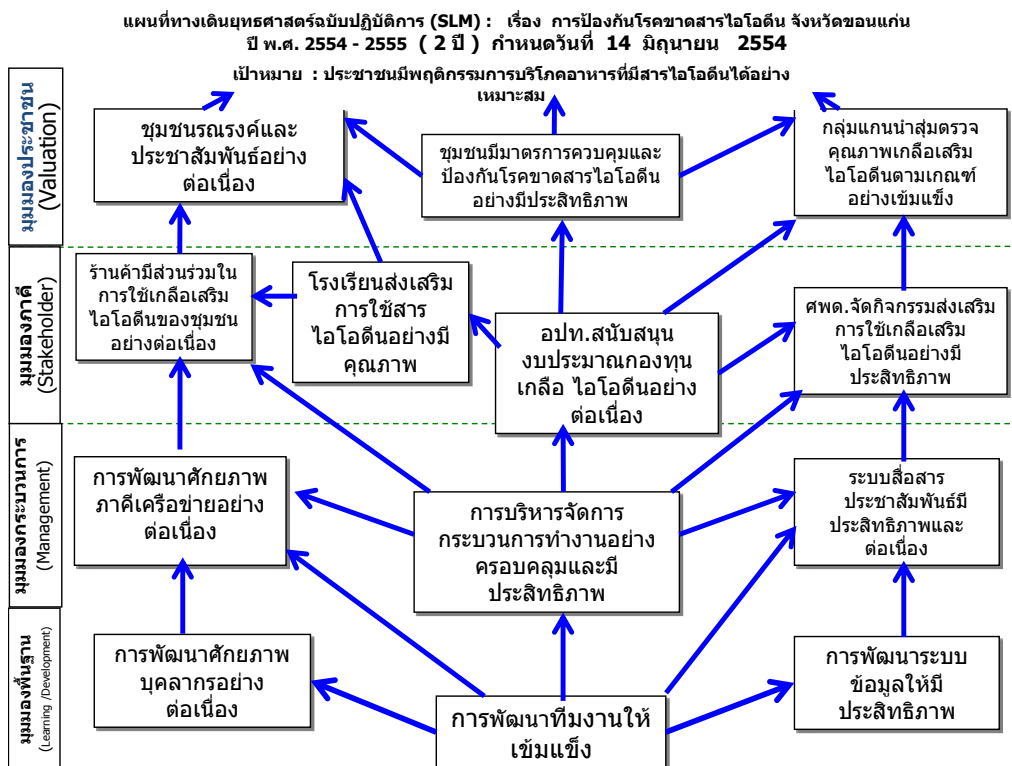 แผนที่ทางเดินยุทธศาสตร์ฉบับปฏิบัติการ (SLM) : เรื่อง การป้องกันโรคขาดสารไอโอดีน จังหวัดขอนแก่น
ปี พ.ศ. 2554 - 2555 ( 2 ปี ) กำหนดวันที่ 14 มิถุนายน 2554
เป้าหมาย : ประชาชนมีพฤติกรรมการบริโภคอาหารที่มีสารไอโอดีนได้อย่าง
เหมาะสม
มุมมองประชาชน
(Valuation)
ชุมชนรณรงค์และ
ประชาสัมพันธ์อย่าง
ต่อเนื่อง
ชุมชนมีมาตรการควบคุมและ
ป้องกันโรคขาดสารไอโอดีน
อย่างมีประสิทธิภาพ
กลุ่มแกนนำสุ่มตรวจ
คุณภาพเกลือเสริม
ไอโอดีนตามเกณฑ์
อย่างเข้มแข็ง
มุมมองภาคี
(Stakeholder)
ร้านค้ามีส่วนร่วมใน
การใช้เกลือเสริม
ไอโอดีนของชุมชน
อย่างต่อเนื่อง
โรงเรียนส่งเสริม
การใช้สาร
ไอโอดีนอย่างมี
คุณภาพ
อปท.สนับสนุน
งบประมาณกองทุน
เกลือ ไอโอดีนอย่าง
ต่อเนื่อง
ศพด.จัดกิจกรรมส่งเสริม
การใช้เกลือเสริม
ไอโอดีนอย่างมี
ประสิทธิภาพ
มุมมองกระบวนการ
(Management)
การพัฒนาศักยภาพ
ภาคีเครือข่ายอย่าง
ต่อเนื่อง
การบริหารจัดการ
กระบวนการทำงานอย่าง
ครอบคลุมและมี
ประสิทธิภาพ
ระบบสื่อสาร
ประชาสัมพันธ์มี
ประสิทธิภาพและ
ต่อเนื่อง
มุมมองพื้นฐาน
(Learning /Development)
การพัฒนาศักยภาพ
บุคลากรอย่าง
ต่อเนื่อง
การพัฒนาทีมงานให้
เข้มแข็ง
การพัฒนาระบบ
ข้อมูลให้มี
ประสิทธิภาพ